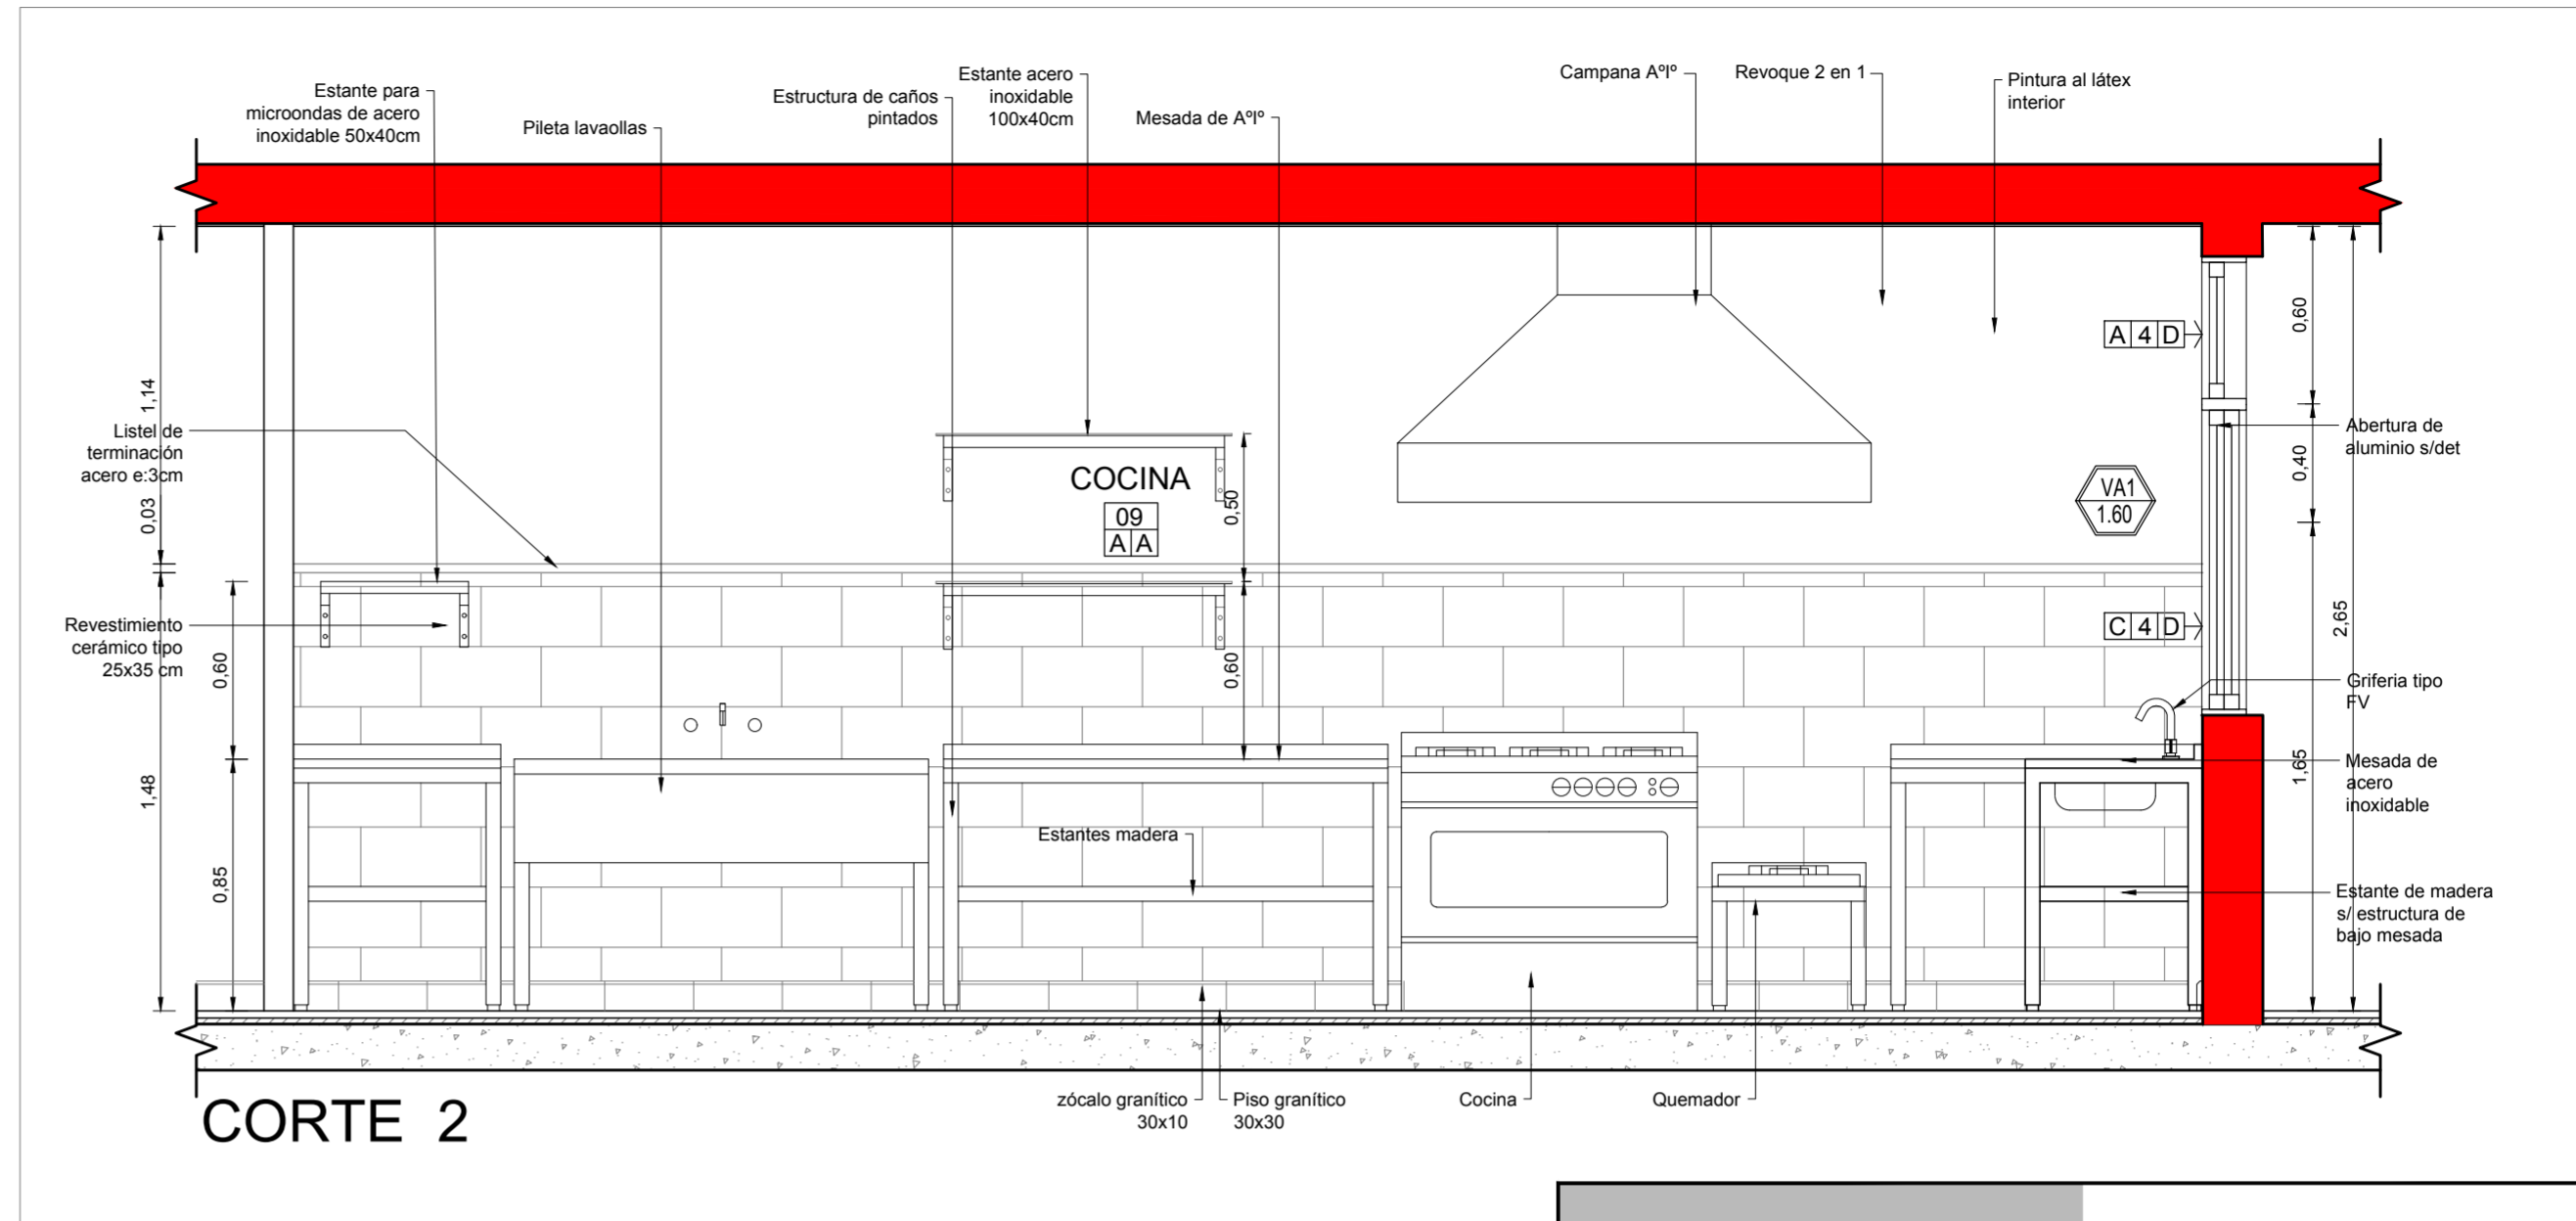 Estante para
microondas de acero
inoxidable 50x40cm
Pileta lavaollas
Estructura de caños
pintados
Estante acero
inoxidable
100x40cm
Mesada de AºIº
Campana AºIº
Revoque 2 en 1
Pintura al látex
interior
1,14
Listel de
terminación
acero e:3cm
0,03
Revestimiento
cerámico tipo
25x35 cm
0,60
1,48
0,85
COCINA
09
A A
0,50
0,60
Estantes madera
A 4 D
VA1
1.60
C 4 D
0,60
0,40
2,65
1,65
Abertura de
aluminio s/det
Griferia tipo
FV
Mesada de
acero
inoxidable
Estante de madera
s/ estructura de
bajo mesada
zócalo granítico
30x10
Piso granítico
30x30
Cocina
Quemador
CORTE 2